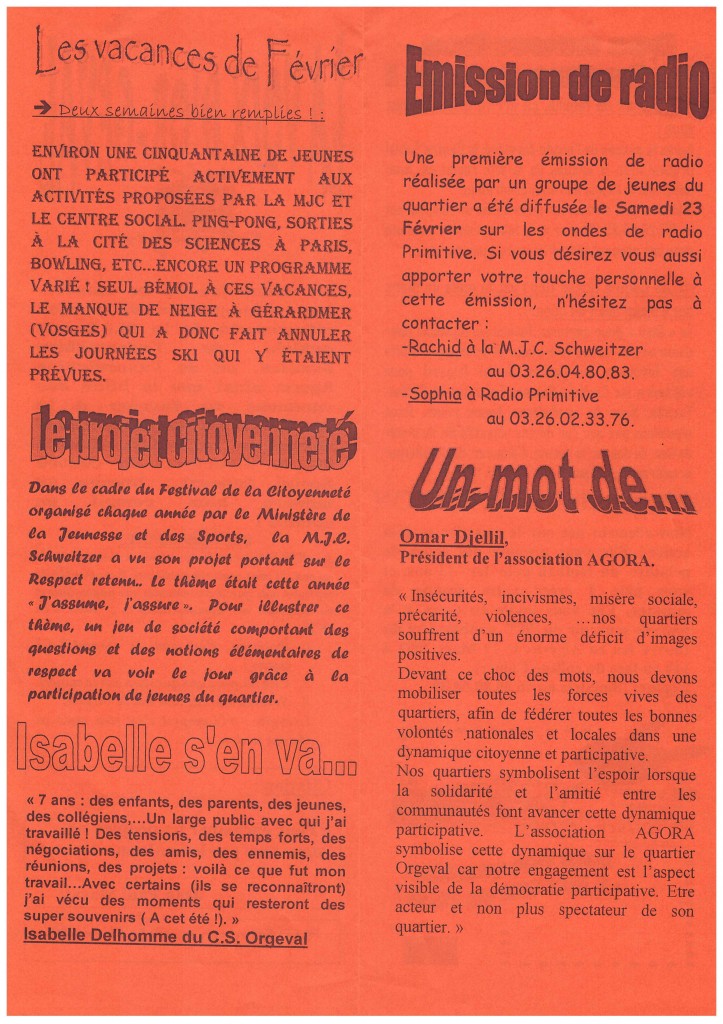 Les vacances de Février
➔ Deux semaines bien remplies ! :
ENVIRON UNE CINQUANTAINE DE JEUNES
ONT PARTICIPÉ ACTIVEMENT AUX
ACTIVITÉS PROPOSÉES PAR LA MJC ET
LE CENTRE SOCIAL. PING-PONG, SORTIES
À LA CITÉ DES SCIENCES À PARIS,
BOWLING, ETC...ENCORE UN PROGRAMME
VARIÉ ! SEUL BÉMOL À CES VACANCES,
LE MANQUE DE NEIGE À GÉRARDMER
(VOSGES) QUI A DONC FAIT ANNULER
LES JOURNÉES SKI QUI Y ÉTAIENT
PRÉVUES.
Le projet Citoyenneté
Dans le cadre du Festival de la Citoyenneté
organisé chaque année par le Ministère de
la Jeunesse et des Sports, la M.J.C.
Schweitzer a vu son projet portant sur le
Respect retenu.. Le thème était cette année
« J'assume, j'assure ». Pour illustrer ce
thème, un jeu de société comportant des
questions et des notions élémentaires de
respect va voir le jour grâce à la
participation de jeunes du quartier.
Isabelle s'en va...
« 7 ans : des enfants, des parents, des jeunes,
des collégiens,...Un large public avec qui j'ai
travaillé ! Des tensions, des temps forts, des
négociations, des amis, des ennemis, des
réunions, des projets : voilà ce que fut mon
travail...Avec certains (ils se reconnaîtront)
j'ai vécu des moments qui resteront des
super souvenirs ( A cet été !). »
Isabelle Delhomme du C.S. Orgeval
Emission de radio
Une première émission de radio
réalisée par un groupe de jeunes du
quartier a été diffusée le Samedi 23
Février sur les ondes de radio
Primitive. Si vous désirez vous aussi
apporter votre touche personnelle à
cette émission, n'hésitez pas à
contacter :
-Rachid à la M.J.C. Schweitzer
au 03.26.04.80.83.
-Sophia à Radio Primitive
au 03.26.02.33.76.
Un mot de...
Omar Djellil,
Président de l'association AGORA.
« Insécurités, incivismes, misère sociale,
précarité, violences, ...nos quartiers
souffrent d'un énorme déficit d'images
positives.
Devant ce choc des mots, nous devons
mobiliser toutes les forces vives des
quartiers, afin de fédérer toutes les bonnes
volontés nationales et locales dans une
dynamique citoyenne et participative.
Nos quartiers symbolisent l'espoir lorsque
la solidarité et l'amitié entre les
communautés font avancer cette dynamique
participative. L'association AGORA
symbolise cette dynamique sur le quartier
Orgeval car notre engagement est l'aspect
visible de la démocratie participative. Etre
acteur et non plus spectateur de son
quartier. »